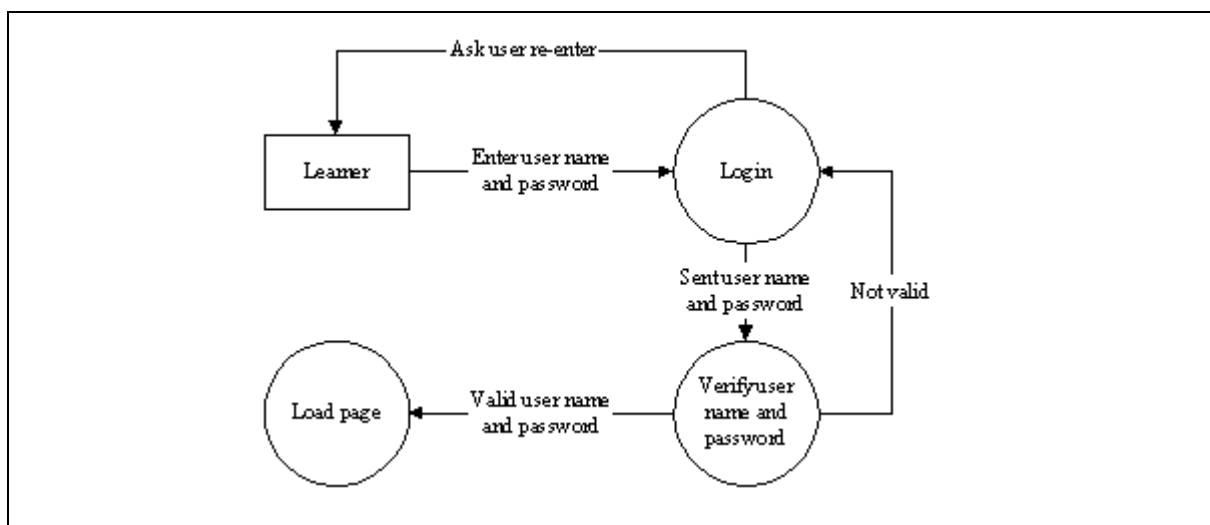 Ask user re-enter
Learner
Enter user name
and password
Login
Sent user name
and password
Not valid
Load page
Valid user name
and password
Verify user
name and
password